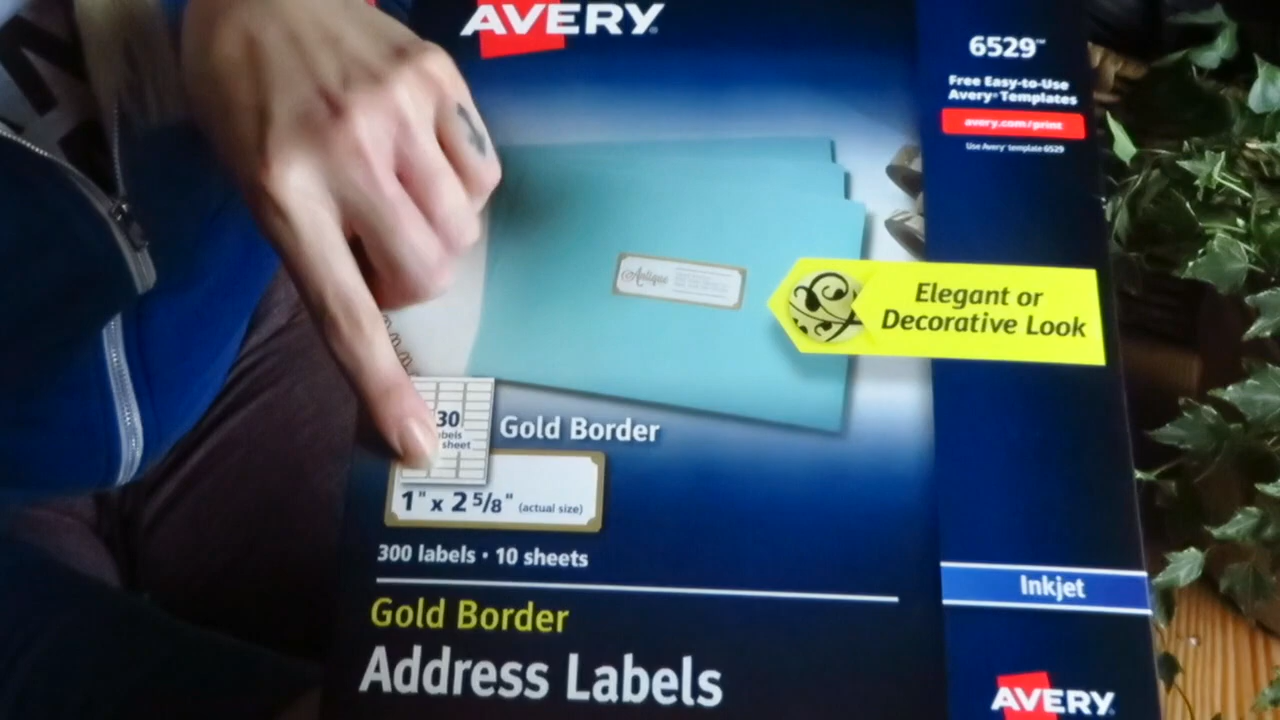 AVERY
6529™
Free Easy-to-Use
Avery® Templates
avery.com/print
Use Avery® template 6529
Antique
Elegant or
Decorative Look
30
sheet
Gold Border
1" x 2 5/8" (actual size)
300 labels • 10 sheets
Gold Border
Address Labels
Inkjet
AVERY